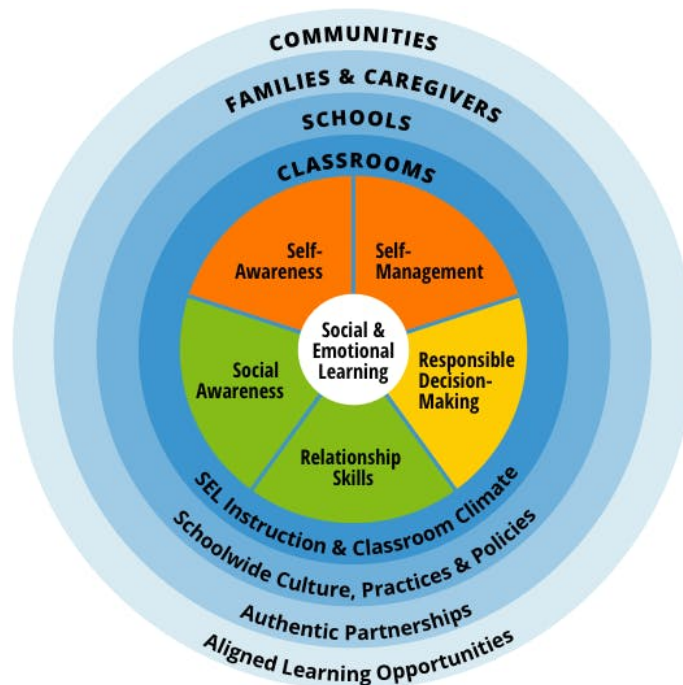 COMMUNITIES
FAMILIES & CAREGIVERS
SCHOOLS
CLASSROOMS
Self-
Awareness
Self-
Management
Social &
Emotional
Learning
Social
Awareness
Responsible
Decision-
Making
Relationship
Skills
SEL Instruction & Classroom Climate
Schoolwide Culture, Practices & Policies
Authentic Partnerships
Aligned Learning Opportunities